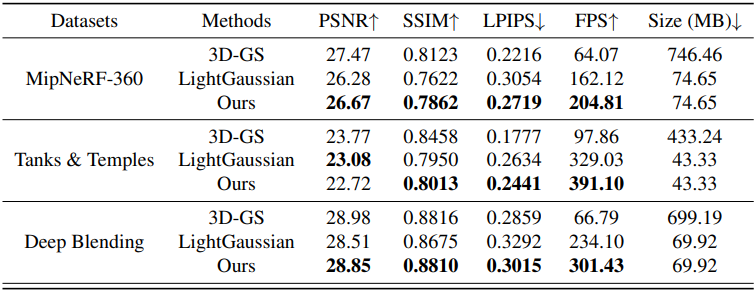 Datasets Methods PSNR↑ SSIM↑ LPIPS↓ FPS↑ Size (MB)↓
3D-GS 27.47 0.8123 0.2216 64.07 746.46
MipNeRF-360 LightGaussian 26.28 0.7622 0.3054 162.12 74.65
Ours 26.67 0.7862 0.2719 204.81 74.65
3D-GS 23.77 0.8458 0.1777 97.86 433.24
Tanks & Temples LightGaussian 23.08 0.7950 0.2634 329.03 43.33
Ours 22.72 0.8013 0.2441 391.10 43.33
3D-GS 28.98 0.8816 0.2859 66.79 699.19
Deep Blending LightGaussian 28.51 0.8675 0.3292 234.10 69.92
Ours 28.85 0.8810 0.3015 301.43 69.92